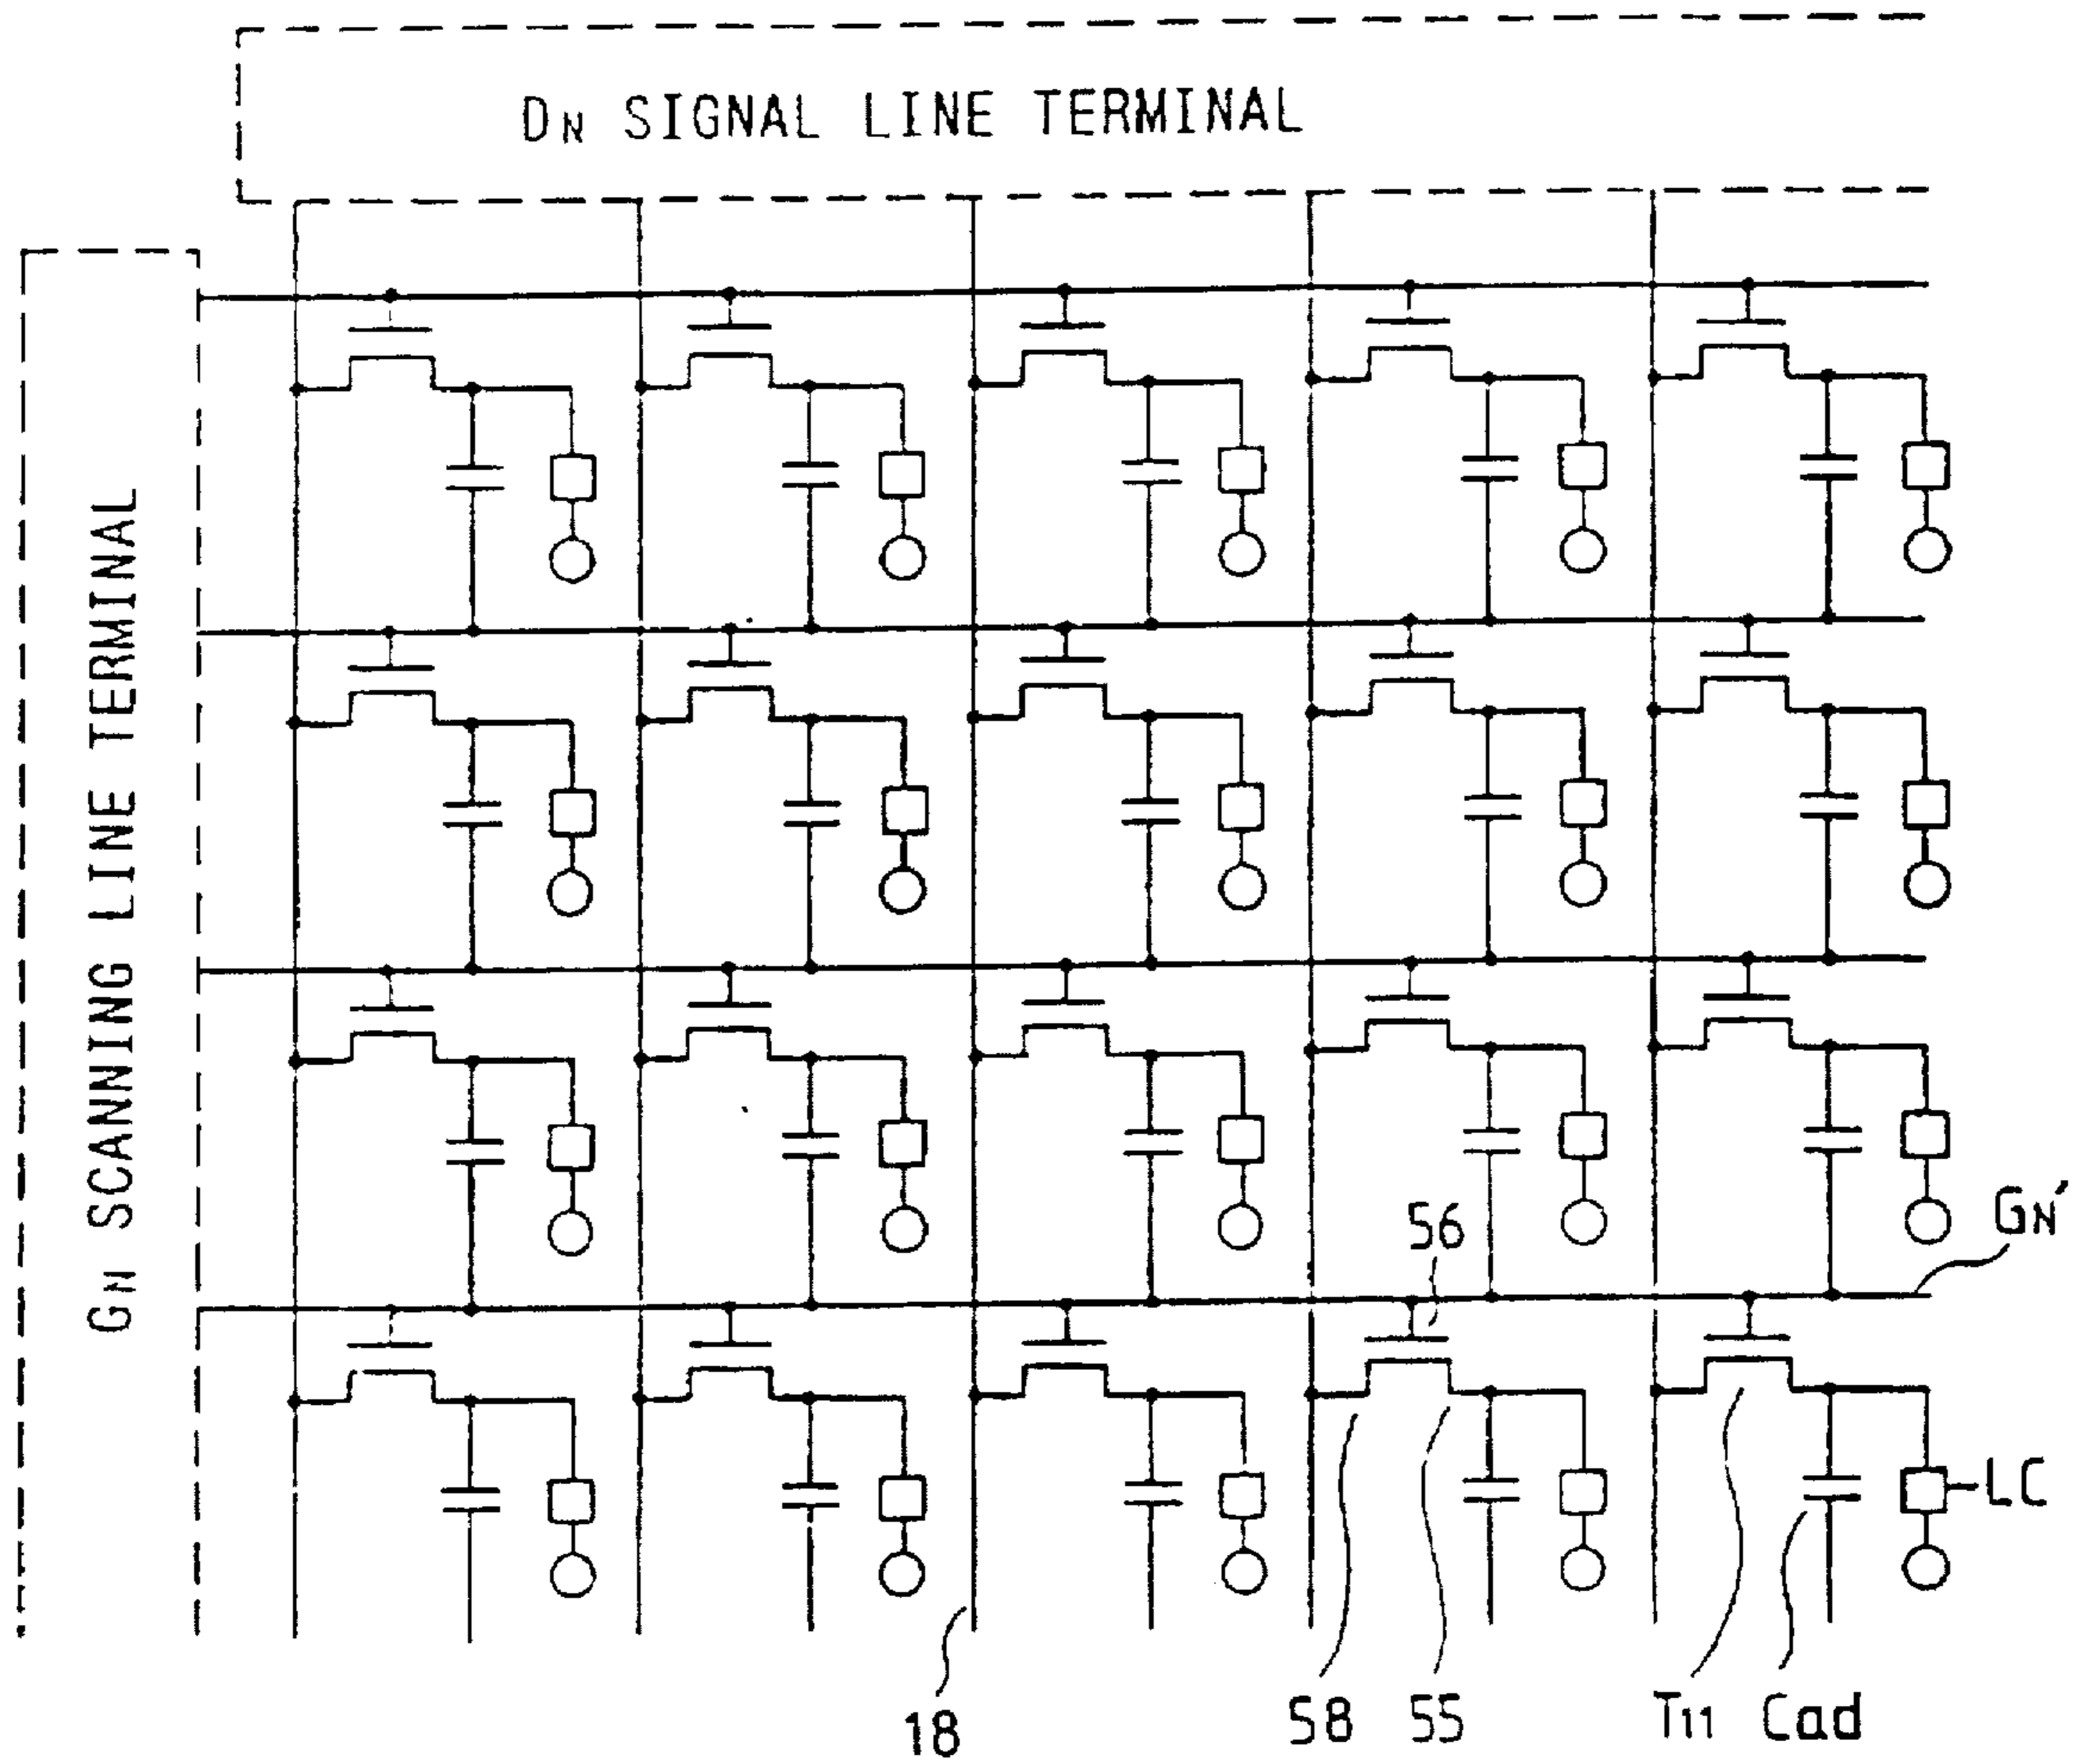 DN SIGNAL LINE TERMINAL
GN SCANNING LINE TERMINAL
GN'
56
LC
18
58
55
T11
Cad